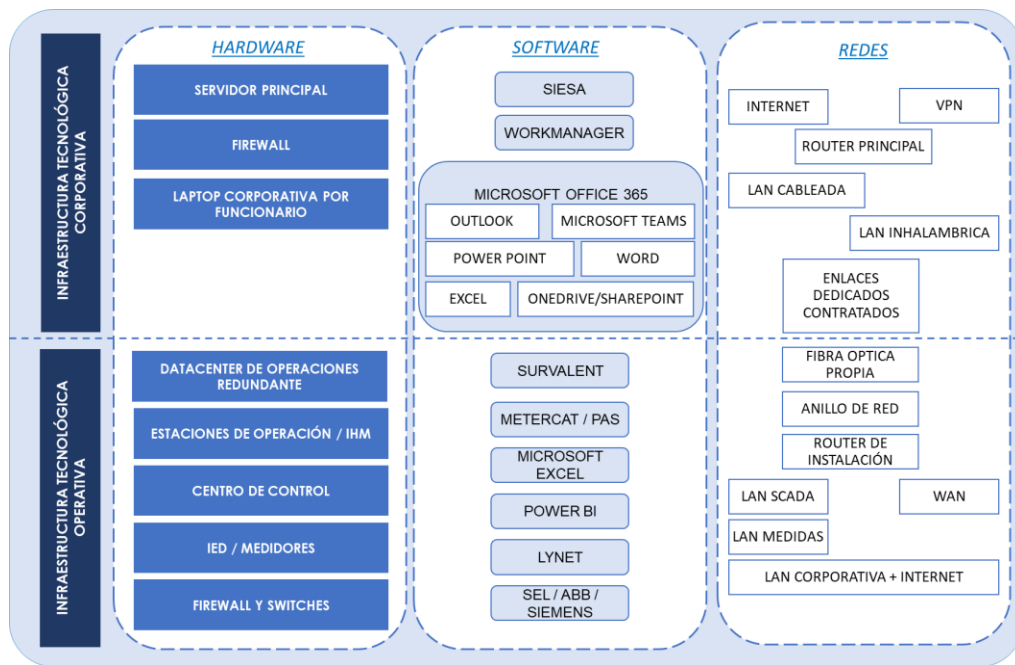 HARDWARE
SOFTWARE
REDES
INFRAESTRUCTURA TECNOLÓGICA
CORPORATIVA
SERVIDOR PRINCIPAL
FIREWALL
LAPTOP CORPORATIVA POR
FUNCIONARIO
SIESA
WORKMANAGER
MICROSOFT OFFICE 365
OUTLOOK
MICROSOFT TEAMS
POWER POINT
WORD
EXCEL
ONEDRIVE/SHAREPOINT
INTERNET
VPN
ROUTER PRINCIPAL
LAN CABLEADA
LAN INHALAMBRICA
ENLACES
DEDICADOS
CONTRATADOS
INFRAESTRUCTURA TECNOLÓGICA
OPERATIVA
DATACENTER DE OPERACIONES
REDUNDANTE
ESTACIONES DE OPERACIÓN / IHM
CENTRO DE CONTROL
IED / MEDIDORES
FIREWALL Y SWITCHES
SURVALENT
METERCAT / PAS
MICROSOFT
EXCEL
POWER BI
LYNET
SEL / ABB /
SIEMENS
FIBRA OPTICA
PROPIA
ANILLO DE RED
ROUTER DE
INSTALACIÓN
LAN SCADA
WAN
LAN MEDIDAS
LAN CORPORATIVA + INTERNET